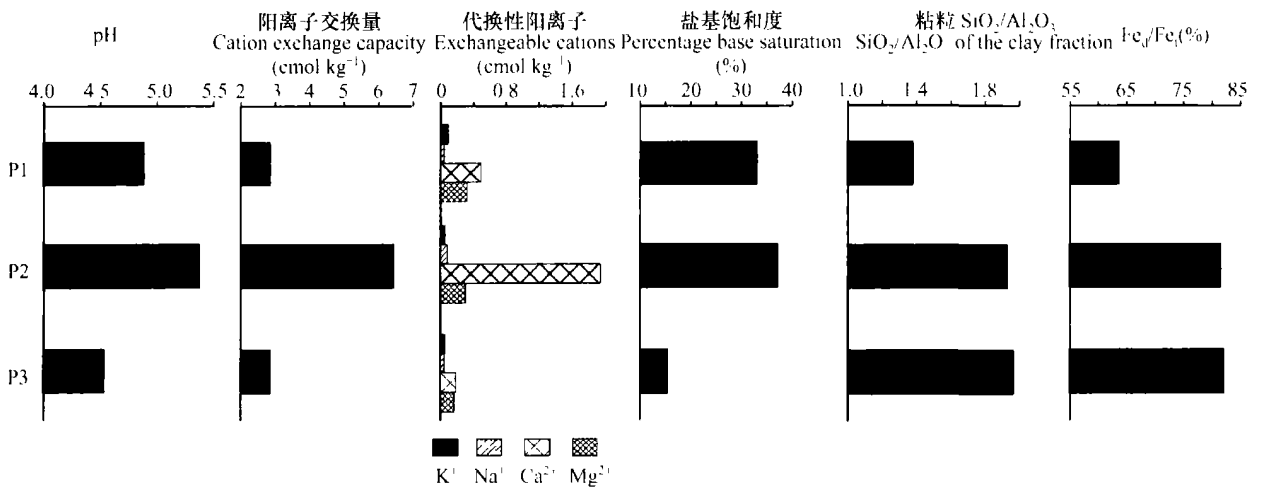 pH
阳离子交换量
Cation exchange capacity
(cmol kg⁻¹)
代换性阳离子
Exchangeable cations
(cmol kg⁻¹)
盐基饱和度
Percentage base saturation
(%)
粘粒 SiO₂/Al₂O₃
SiO₂/Al₂O of the clay fraction
Fe_d/Fe_t(%)
4.0 4.5 5.0 5.5
2 3 4 5 6 7
0 0.8 1.6
10 20 30 40
1.0 1.4 1.8
55 65 75 85
P1
P2
P3
K⁺ Na⁺ Ca²⁺ Mg²⁺